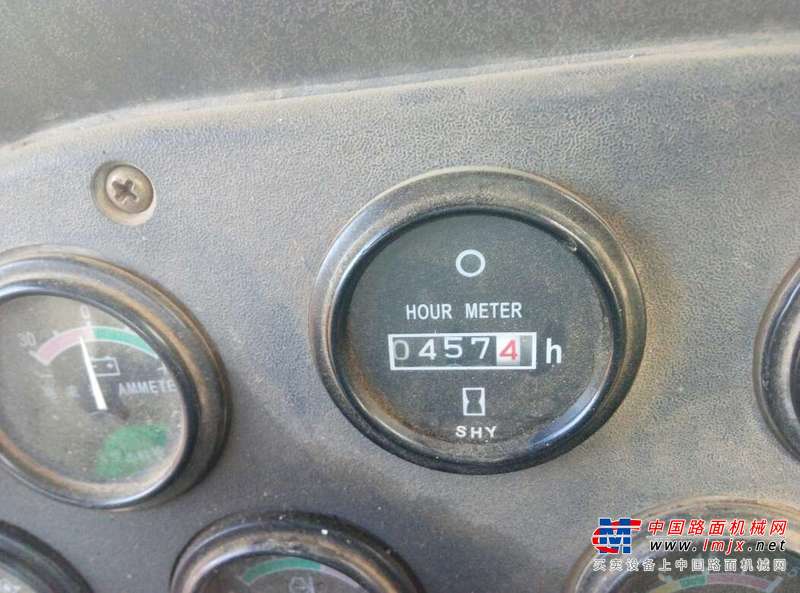 HOUR METER
04574 h
SHY
30 0
AMMETE
中国路面机械网
www.lmjx.net
买卖设备上中国路面机械网